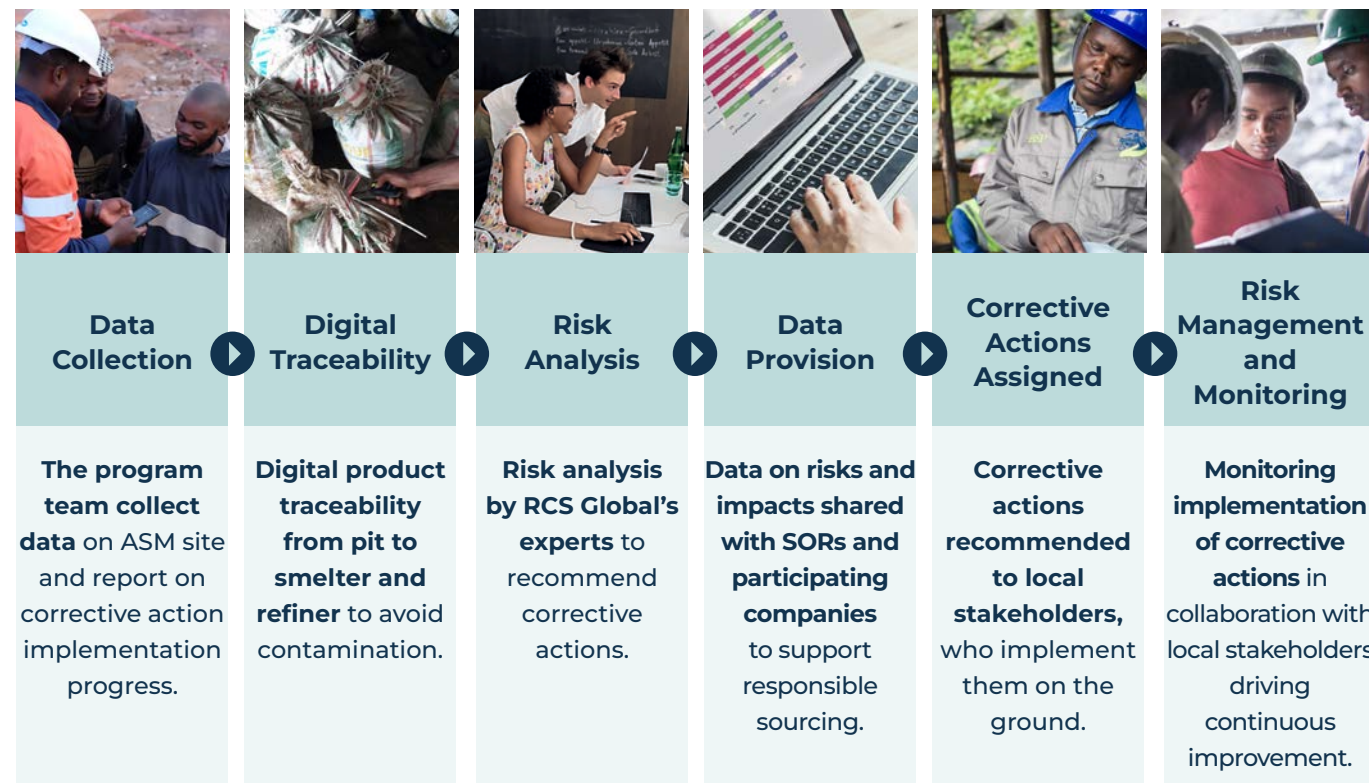 Data
Collection
Digital
Traceability
Risk
Analysis
Data
Provision
Corrective
Actions
Assigned
Risk
Management
and
Monitoring
The program
team collect
data on ASM site
and report on
corrective action
implementation
progress.
Digital product
traceability
from pit to
smelter and
refiner to avoid
contamination.
Risk analysis
by RCS Global’s
experts to
recommend
corrective
actions.
Data on risks and
impacts shared
with SORs and
participating
companies
to support
responsible
sourcing.
Corrective
actions
recommended
to local
stakeholders,
who implement
them on the
ground.
Monitoring
implementation
of corrective
actions in
collaboration with
local stakeholders
driving
continuous
improvement.